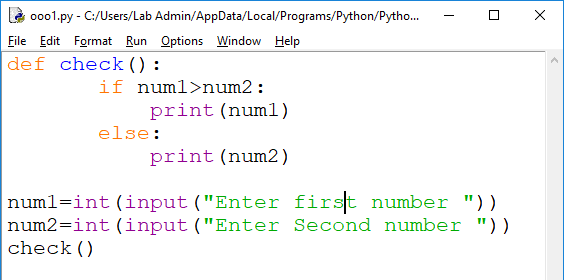 ooo1.py - C:/Users/Lab Admin/AppData/Local/Programs/Python/Pytho...
File Edit Format Run Options Window Help
def check():
        if num1>num2:
            print(num1)
        else:
            print(num2)
num1=int(input("Enter first number "))
num2=int(input("Enter Second number "))
check()